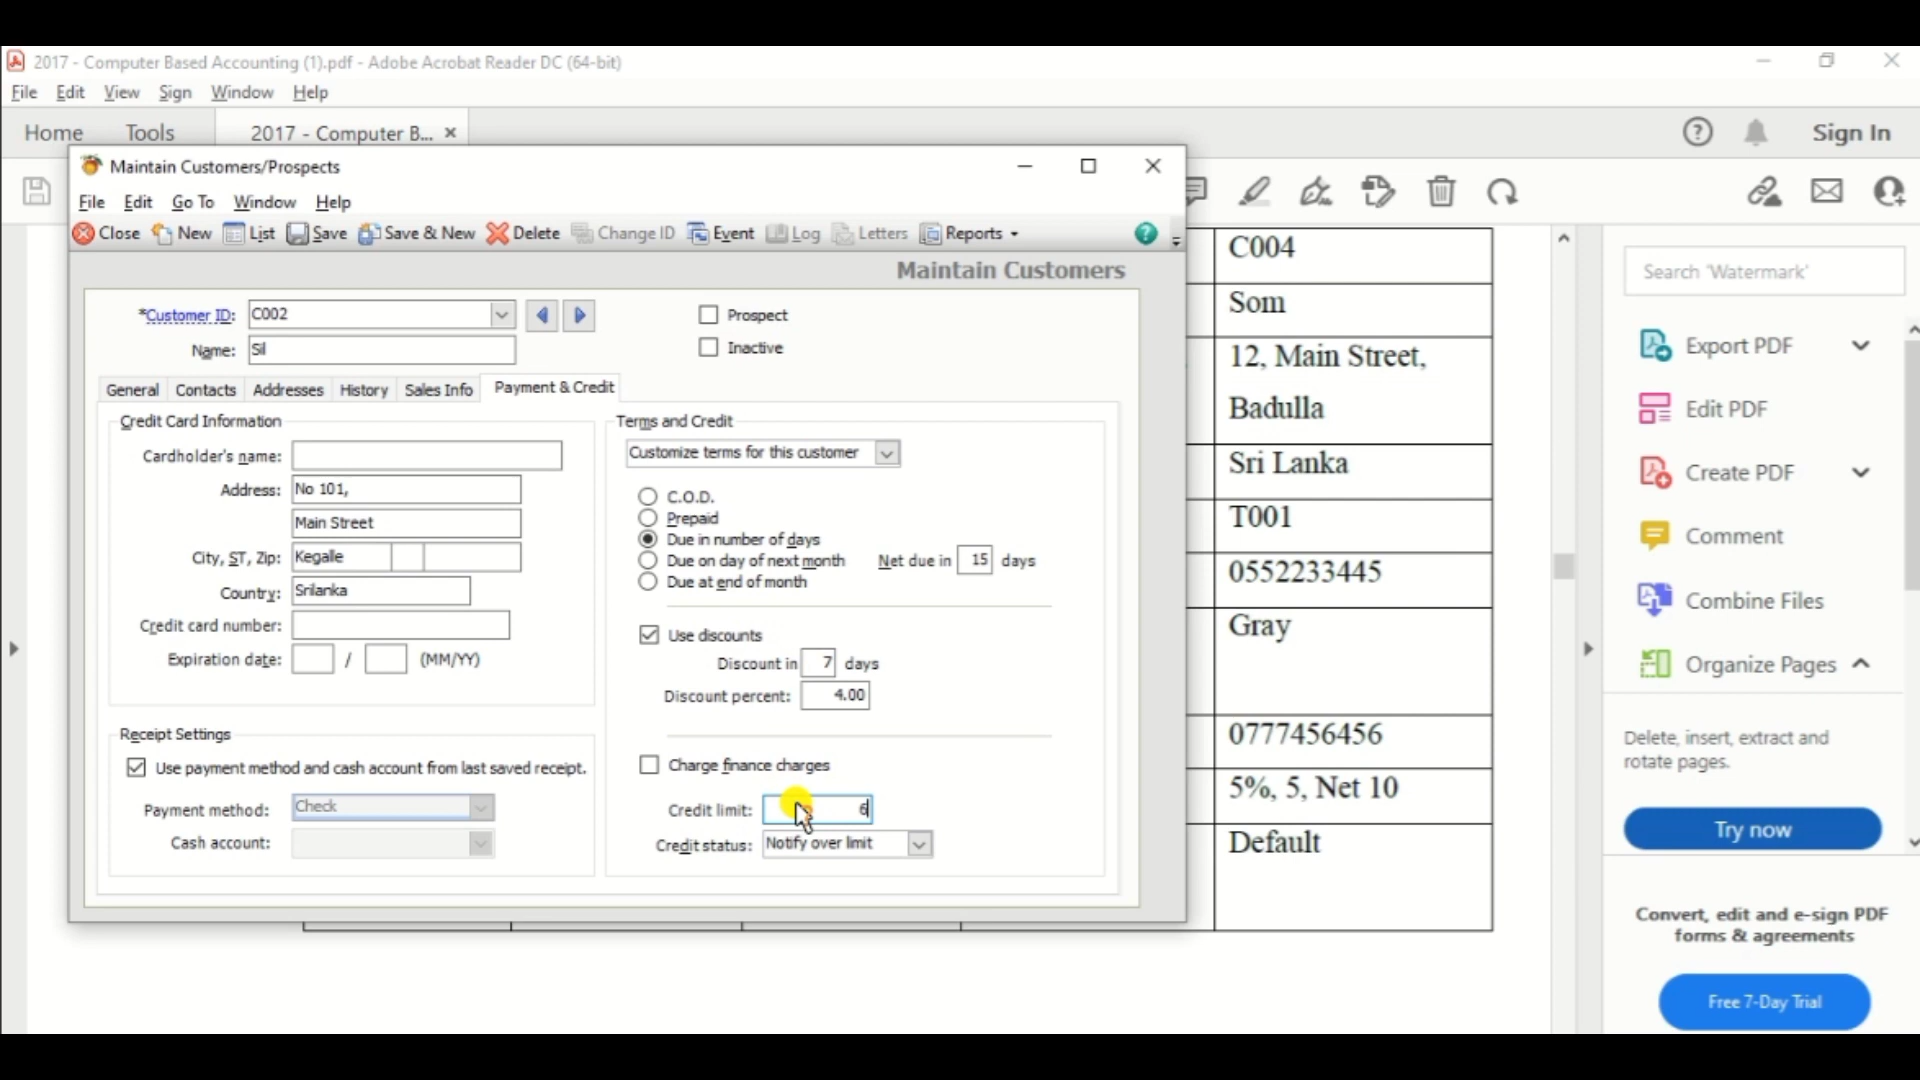 2017 - Computer Based Accounting (1).pdf - Adobe Acrobat Reader DC (64-bit)
File Edit View Sign Window Help
Home Tools 2017 - Computer B...
Sign In
Maintain Customers/Prospects
File Edit Go To Window Help
Close New List Save Save & New Delete Change ID Event Log Letters Reports
Maintain Customers
*Customer ID: C002
Prospect
Name: Sil
Inactive
General Contacts Addresses History Sales Info Payment & Credit
Credit Card Information
Cardholder's name:
Address: No 101,
Main Street
City, ST, Zip: Kegalle
Country: Srilanka
Credit card number:
Expiration date: / (MM/YY)
Receipt Settings
Use payment method and cash account from last saved receipt.
Payment method: Check
Cash account:
Terms and Credit
Customize terms for this customer
C.O.D.
Prepaid
Due in number of days
Due on day of next month Net due in 15 days
Due at end of month
Use discounts
Discount in 7 days
Discount percent: 4.00
Charge finance charges
Credit limit: 6
Credit status: Notify over limit
C004
Som
12, Main Street,
Badulla
Sri Lanka
T001
0552233445
Gray
0777456456
5%, 5, Net 10
Default
Search 'Watermark'
Export PDF
Edit PDF
Create PDF
Comment
Combine Files
Organize Pages
Delete, insert, extract and
rotate pages.
Try now
Convert, edit and e-sign PDF
forms & agreements
Free 7-Day Trial